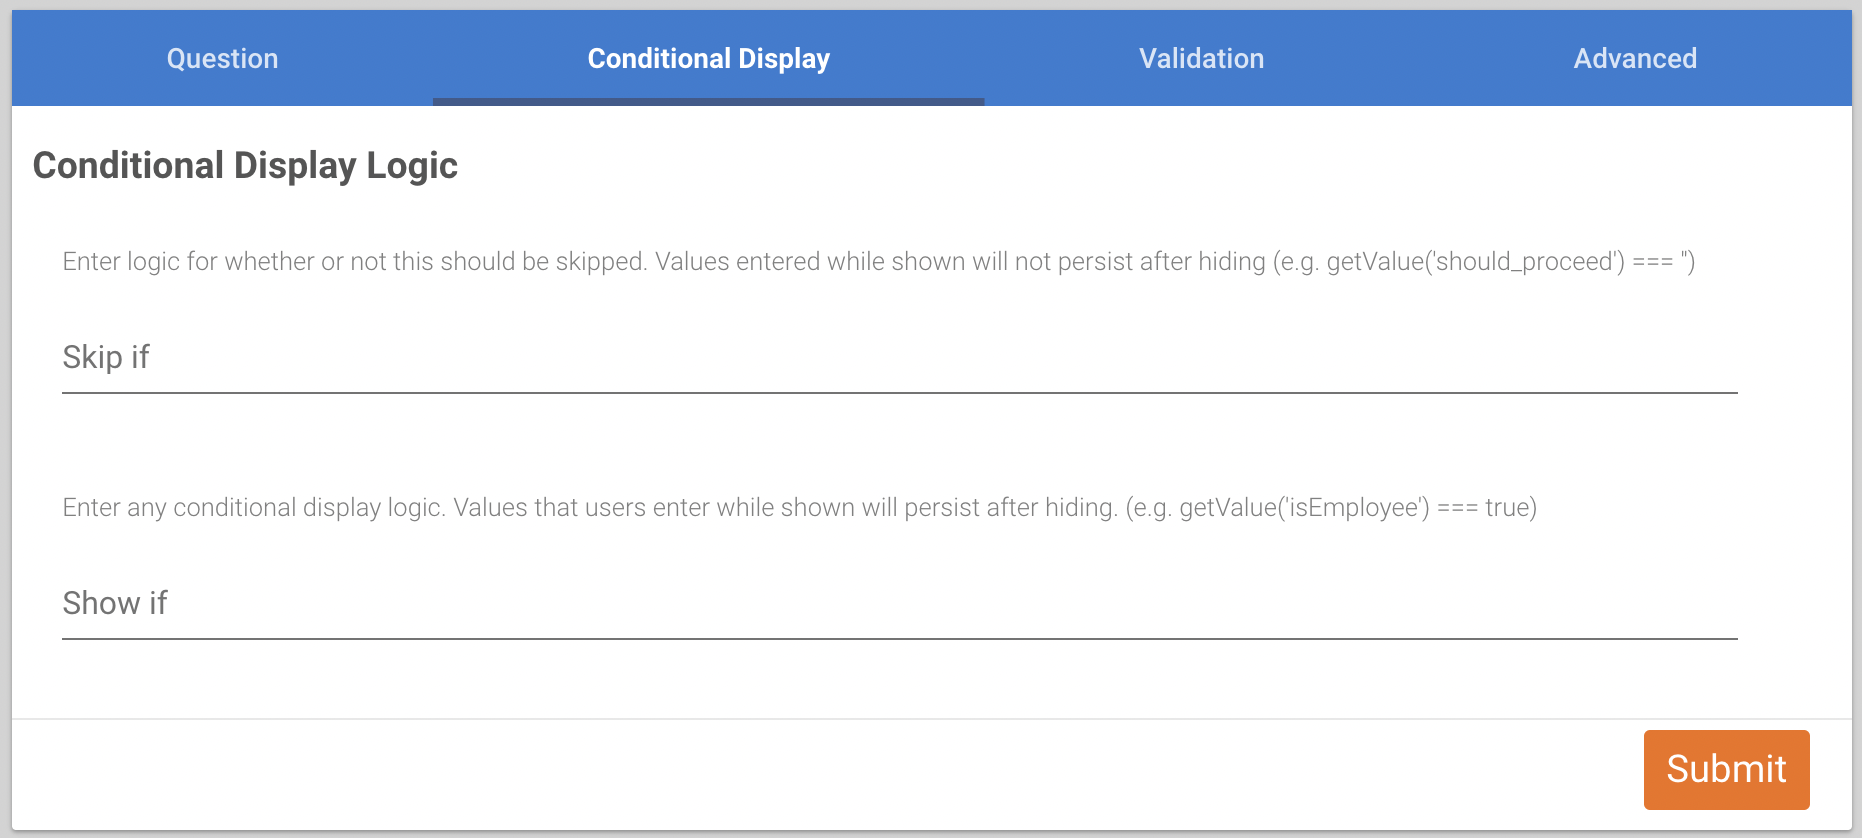 Question Conditional Display Validation Advanced
Conditional Display Logic
Enter logic for whether or not this should be skipped. Values entered while shown will not persist after hiding (e.g. getValue('should_proceed') === '')
Skip if
Enter any conditional display logic. Values that users enter while shown will persist after hiding. (e.g. getValue('isEmployee') === true)
Show if
Submit